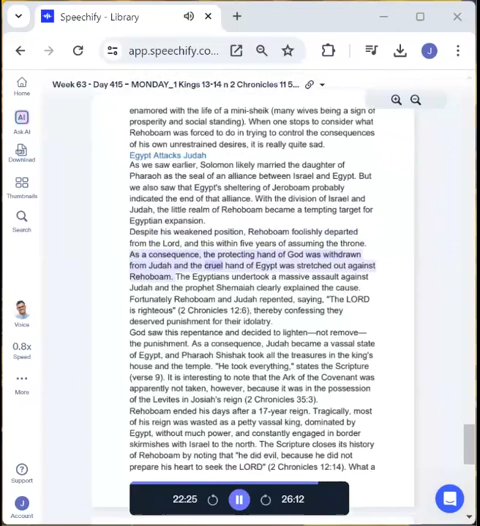 Speechify - Library
app.speechify.co...
Week 63 - Day 415 – MONDAY_1 Kings 13-14 n 2 Chronicles 11 5...
Home
AI
Ask AI
Download
Thumbnails
Search
Voice
0.8x
Speed
More
Support
J
Account
enamored with the life of a mini-sheik (many wives being a sign of
prosperity and social standing). When one stops to consider what
Rehoboam was forced to do in trying to control the consequences
of his own unrestrained desires, it is really quite sad.
Egypt Attacks Judah
As we saw earlier, Solomon likely married the daughter of
Pharaoh as the seal of an alliance between Israel and Egypt. But
we also saw that Egypt's sheltering of Jeroboam probably
indicated the end of that alliance. With the division of Israel and
Judah, the little realm of Rehoboam became a tempting target for
Egyptian expansion.
Despite his weakened position, Rehoboam foolishly departed
from the Lord, and this within five years of assuming the throne.
As a consequence, the protecting hand of God was withdrawn
from Judah and the cruel hand of Egypt was stretched out against
Rehoboam. The Egyptians undertook a massive assault against
Judah and the prophet Shemaiah clearly explained the cause.
Fortunately Rehoboam and Judah repented, saying, "The LORD
is righteous" (2 Chronicles 12:6), thereby confessing they
deserved punishment for their idolatry.
God saw this repentance and decided to lighten—not remove—
the punishment. As a consequence, Judah became a vassal state
of Egypt, and Pharaoh Shishak took all the treasures in the king's
house and the temple. "He took everything," states the Scripture
(verse 9). It is interesting to note that the Ark of the Covenant was
apparently not taken, however, because it was in the possession
of the Levites in Josiah's reign (2 Chronicles 35:3).
Rehoboam ended his days after a 17-year reign. Tragically, most
of his reign was wasted as a petty vassal king, dominated by
Egypt, without much power, and constantly engaged in border
skirmishes with Israel to the north. The Scripture closes its history
of Rehoboam by noting that "he did evil, because he did not
prepare his heart to seek the LORD" (2 Chronicles 12:14). What a
22:25
26:12
J